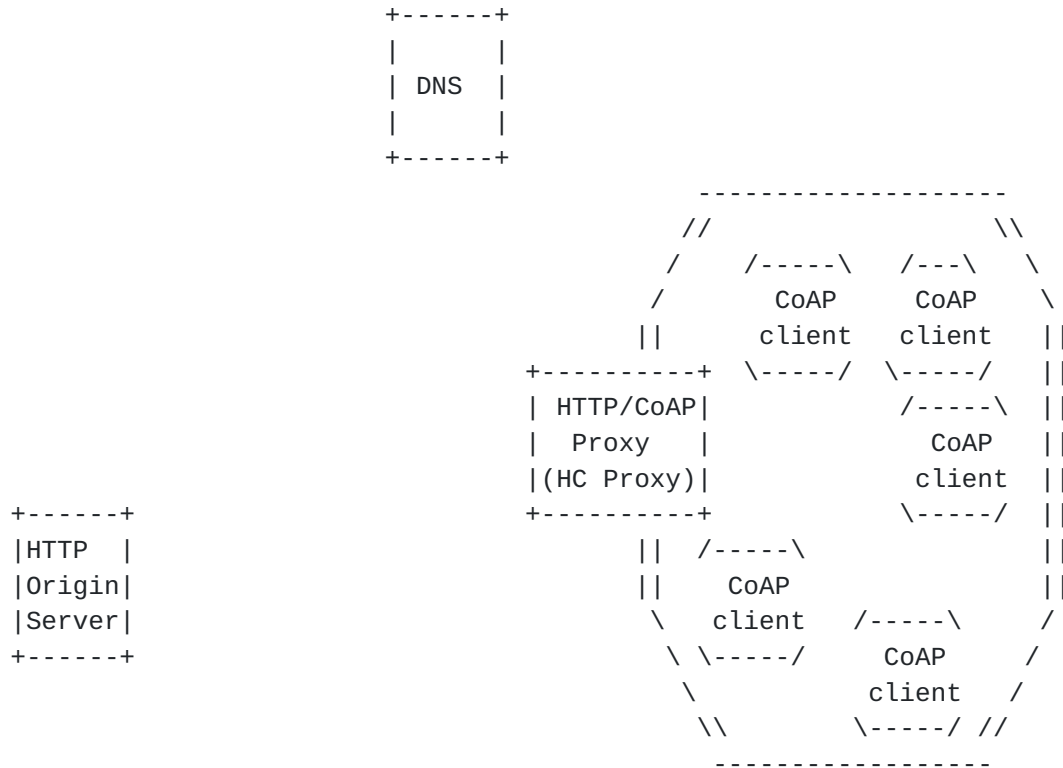 DNS
CoAP CoAP
client client
HTTP/CoAP
Proxy
(HC Proxy)
CoAP
client
HTTP
Origin
Server
CoAP
client
CoAP
client